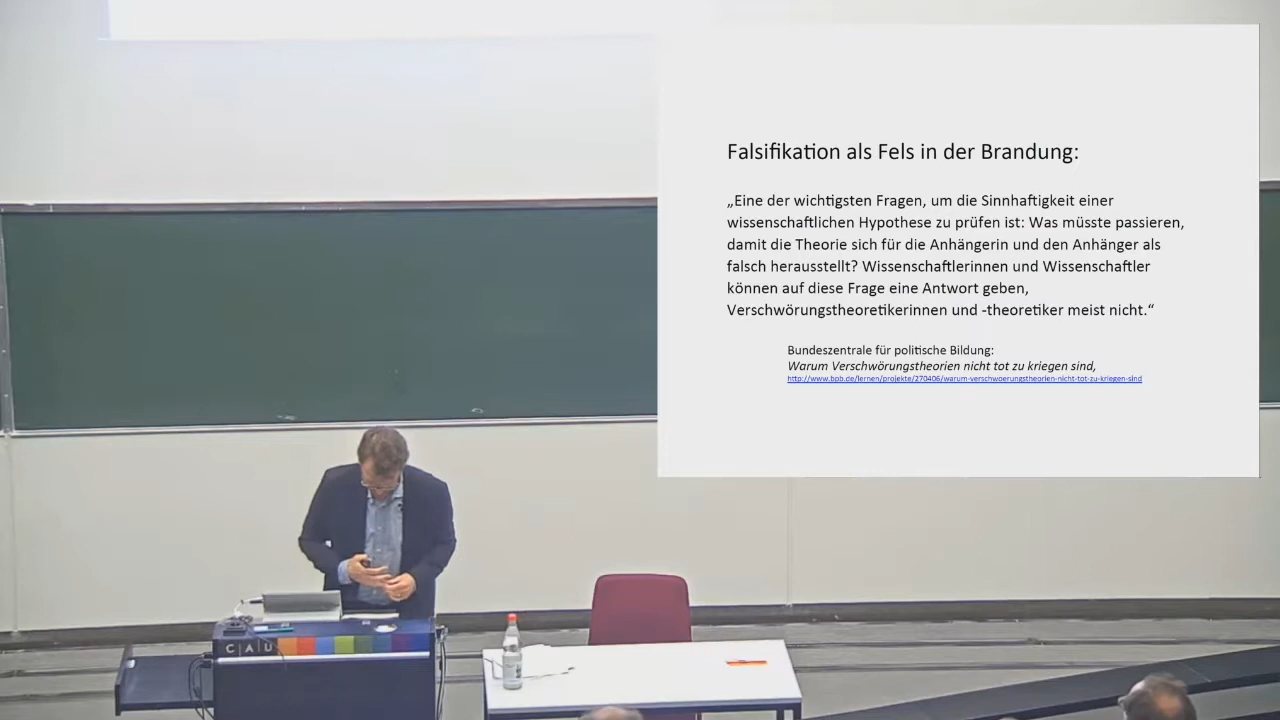 Falsifikation als Fels in der Brandung:
„Eine der wichtigsten Fragen, um die Sinnhaftigkeit einer
wissenschaftlichen Hypothese zu prüfen ist: Was müsste passieren,
damit die Theorie sich für die Anhängerin und den Anhänger als
falsch herausstellt? Wissenschaftlerinnen und Wissenschaftler
können auf diese Frage eine Antwort geben,
Verschwörungstheoretikerinnen und -theoretiker meist nicht.“
Bundeszentrale für politische Bildung:
Warum Verschwörungstheorien nicht tot zu kriegen sind,
http://www.bpb.de/lernen/projekte/270406/warum-verschwoerungstheorien-nicht-tot-zu-kriegen-sind
C|A|U